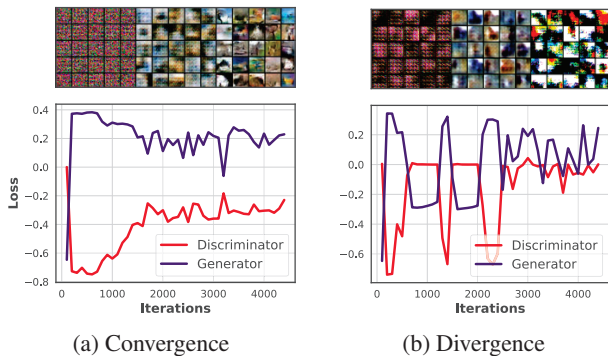 0.4
0.2
0.0
−0.2
−0.4
−0.6
−0.8
Loss
Discriminator
Generator
0 1000 2000 3000 4000
Iterations
(a) Convergence
0.2
0.0
−0.2
−0.4
−0.6
Discriminator
Generator
0 1000 2000 3000 4000
Iterations
(b) Divergence